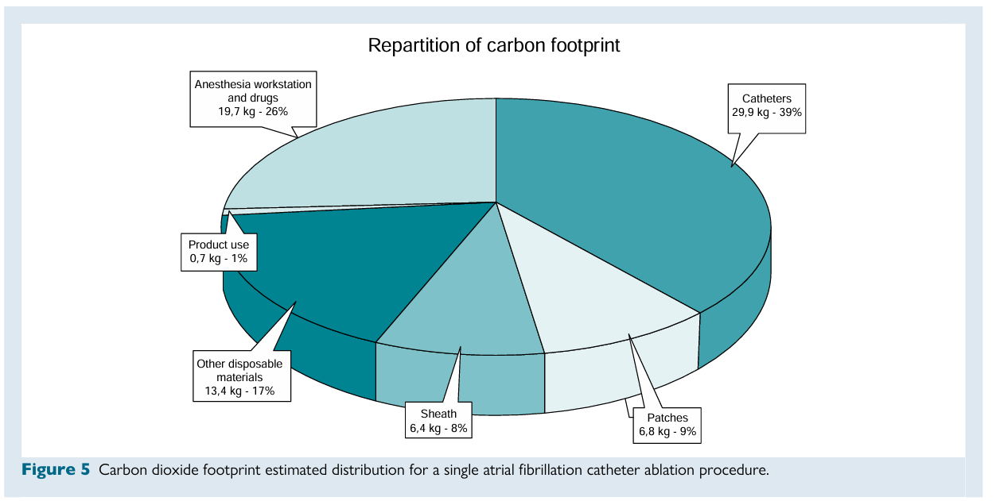 Repartition of carbon footprint
Anesthesia workstation
and drugs
19,7 kg - 26%
Catheters
29,9 kg - 39%
Product use
0,7 kg - 1%
Other disposable
materials
13,4 kg - 17%
Sheath
6,4 kg - 8%
Patches
6,8 kg - 9%
Figure 5 Carbon dioxide footprint estimated distribution for a single atrial fibrillation catheter ablation procedure.